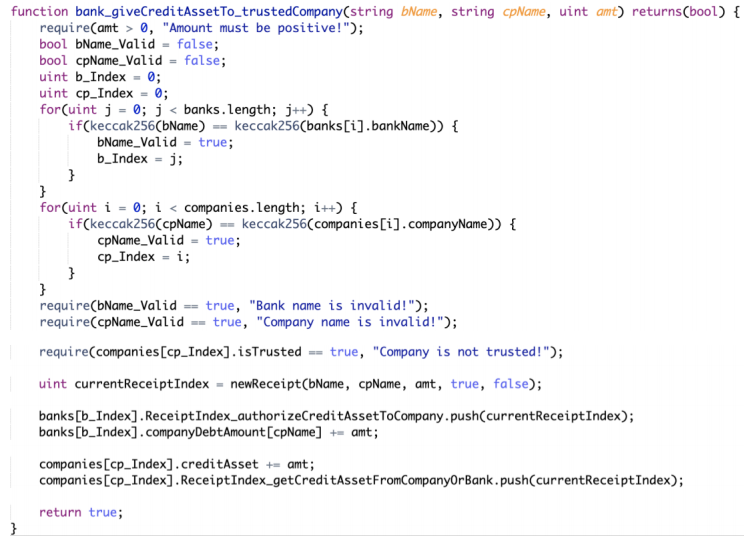 function bank_giveCreditAssetTo_trustedCompany(string bName, string cpName, uint amt) returns(bool) {
    require(amt > 0, "Amount must be positive!");
    bool bName_Valid = false;
    bool cpName_Valid = false;
    uint b_Index = 0;
    uint cp_Index = 0;
    for(uint j = 0; j < banks.length; j++) {
        if(keccak256(bName) == keccak256(banks[i].bankName)) {
            bName_Valid = true;
            b_Index = j;
        }
    }
    for(uint i = 0; i < companies.length; i++) {
        if(keccak256(cpName) == keccak256(companies[i].companyName)) {
            cpName_Valid = true;
            cp_Index = i;
        }
    }
    require(bName_Valid == true, "Bank name is invalid!");
    require(cpName_Valid == true, "Company name is invalid!");
    require(companies[cp_Index].isTrusted == true, "Company is not trusted!");
    uint currentReceiptIndex = newReceipt(bName, cpName, amt, true, false);
    banks[b_Index].ReceiptIndex_authorizeCreditAssetToCompany.push(currentReceiptIndex);
    banks[b_Index].companyDebtAmount[cpName] += amt;
    companies[cp_Index].creditAsset += amt;
    companies[cp_Index].ReceiptIndex_getCreditAssetFromCompanyOrBank.push(currentReceiptIndex);
    return true;
}